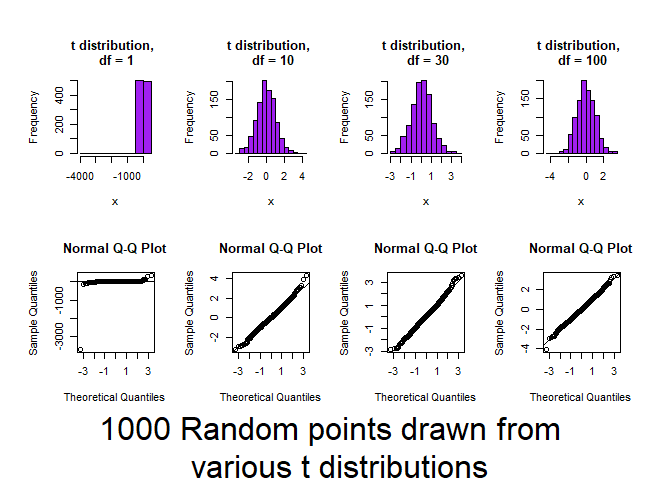 t distribution,
df = 1
t distribution,
df = 10
t distribution,
df = 30
t distribution,
df = 100
Frequency
0 200 400
-4000 -1000
x
Frequency
0 50 150
-2 0 2 4
x
Frequency
0 50 150
-3 -1 1 3
x
Frequency
0 50 150
-4 0 2
x
Normal Q-Q Plot
Normal Q-Q Plot
Normal Q-Q Plot
Normal Q-Q Plot
Sample Quantiles
-3000 -1000
-3 -1 1 3
Theoretical Quantiles
Sample Quantiles
-2 0 2 4
-3 -1 1 3
Theoretical Quantiles
Sample Quantiles
-3 -1 1 3
-3 -1 1 3
Theoretical Quantiles
Sample Quantiles
-4 -2 0 2
-3 -1 1 3
Theoretical Quantiles
1000 Random points drawn from
various t distributions